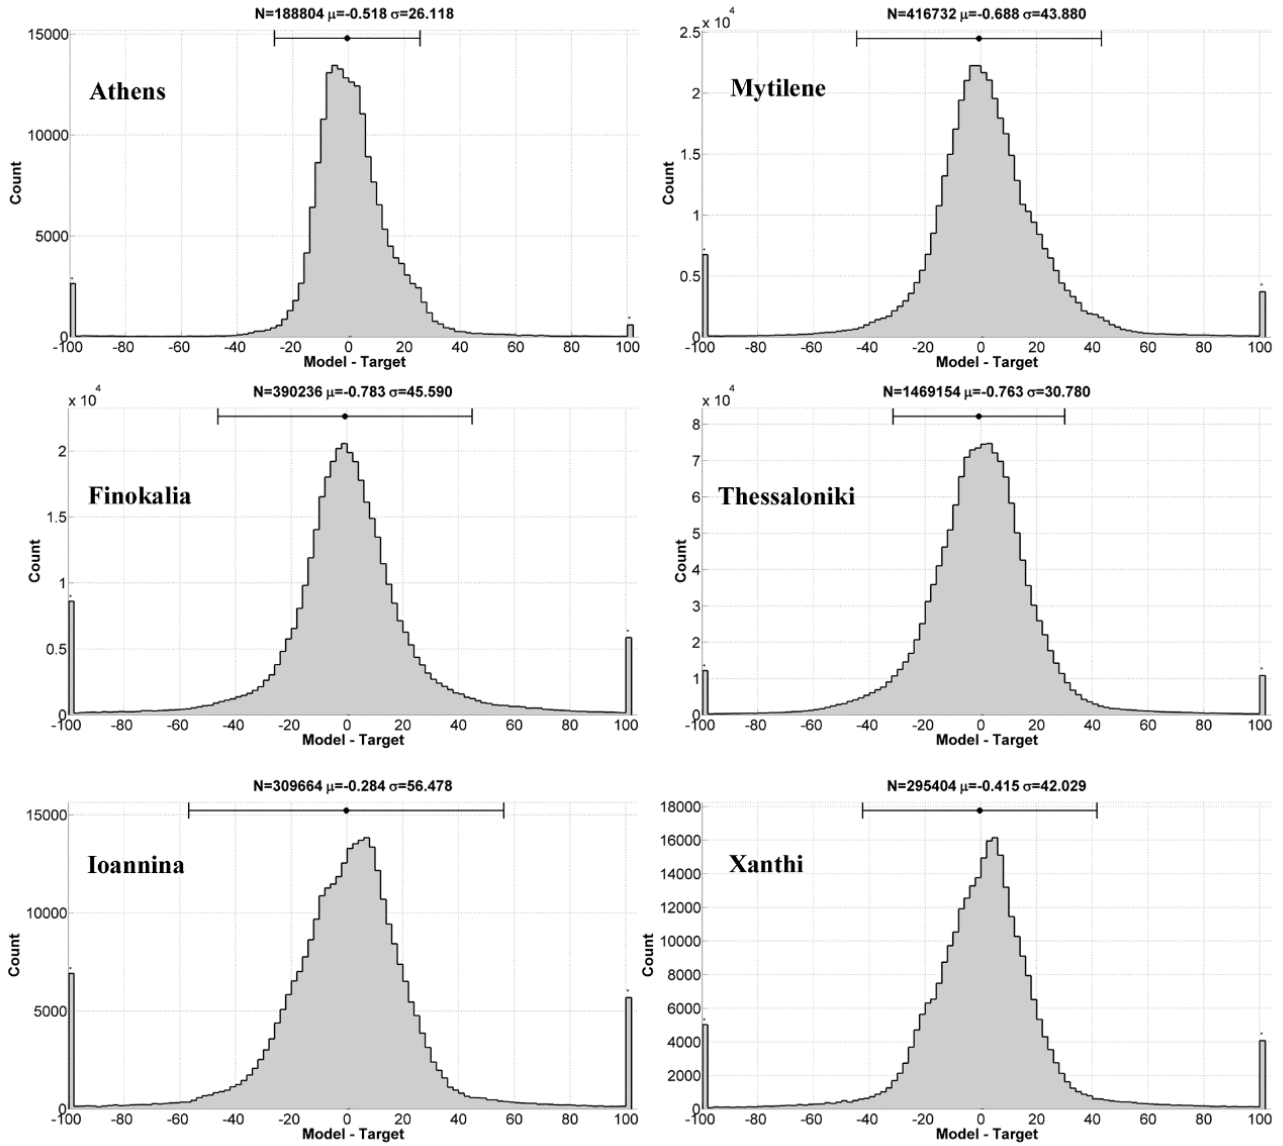 N=188804 μ=-0.518 σ=26.118
15000
10000
5000
0
Count
Athens
-100 -80 -60 -40 -20 0 20 40 60 80 100
Model - Target
N=416732 μ=-0.688 σ=43.880
x 10^4
2.5
2
1.5
1
0.5
0
Count
Mytilene
-100 -80 -60 -40 -20 0 20 40 60 80 100
Model - Target
N=390236 μ=-0.783 σ=45.590
x 10^4
2
1.5
1
0.5
0
Count
Finokalia
-100 -80 -60 -40 -20 0 20 40 60 80 100
Model - Target
N=1469154 μ=-0.763 σ=30.780
x 10^4
8
7
6
5
4
3
2
1
0
Count
Thessaloniki
-100 -80 -60 -40 -20 0 20 40 60 80 100
Model - Target
N=309664 μ=-0.284 σ=56.478
15000
10000
5000
0
Count
Ioannina
-100 -80 -60 -40 -20 0 20 40 60 80 100
Model - Target
N=295404 μ=-0.415 σ=42.029
18000
16000
14000
12000
10000
8000
6000
4000
2000
0
Count
Xanthi
-100 -80 -60 -40 -20 0 20 40 60 80 100
Model - Target